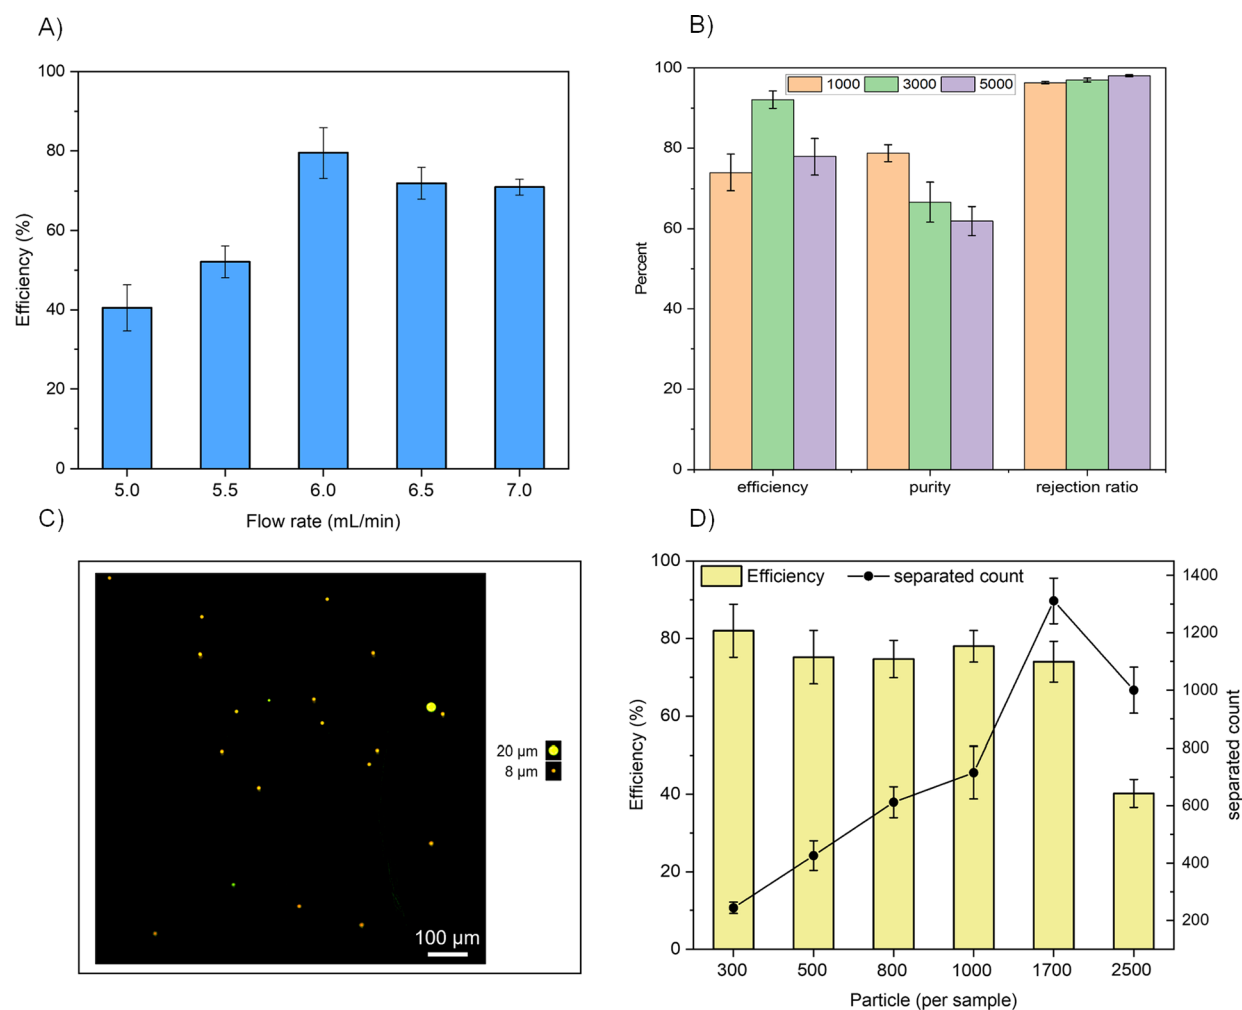 A)
100
80
60
40
20
0
Efficiency (%)
5.0 5.5 6.0 6.5 7.0
Flow rate (mL/min)
B)
100
80
60
40
20
0
Percent
1000 3000 5000
efficiency purity rejection ratio
C)
20 µm
8 µm
100 µm
D)
100
80
60
40
20
0
Efficiency (%)
Efficiency separated count
1400
1200
1000
800
600
400
200
separated count
300 500 800 1000 1700 2500
Particle (per sample)